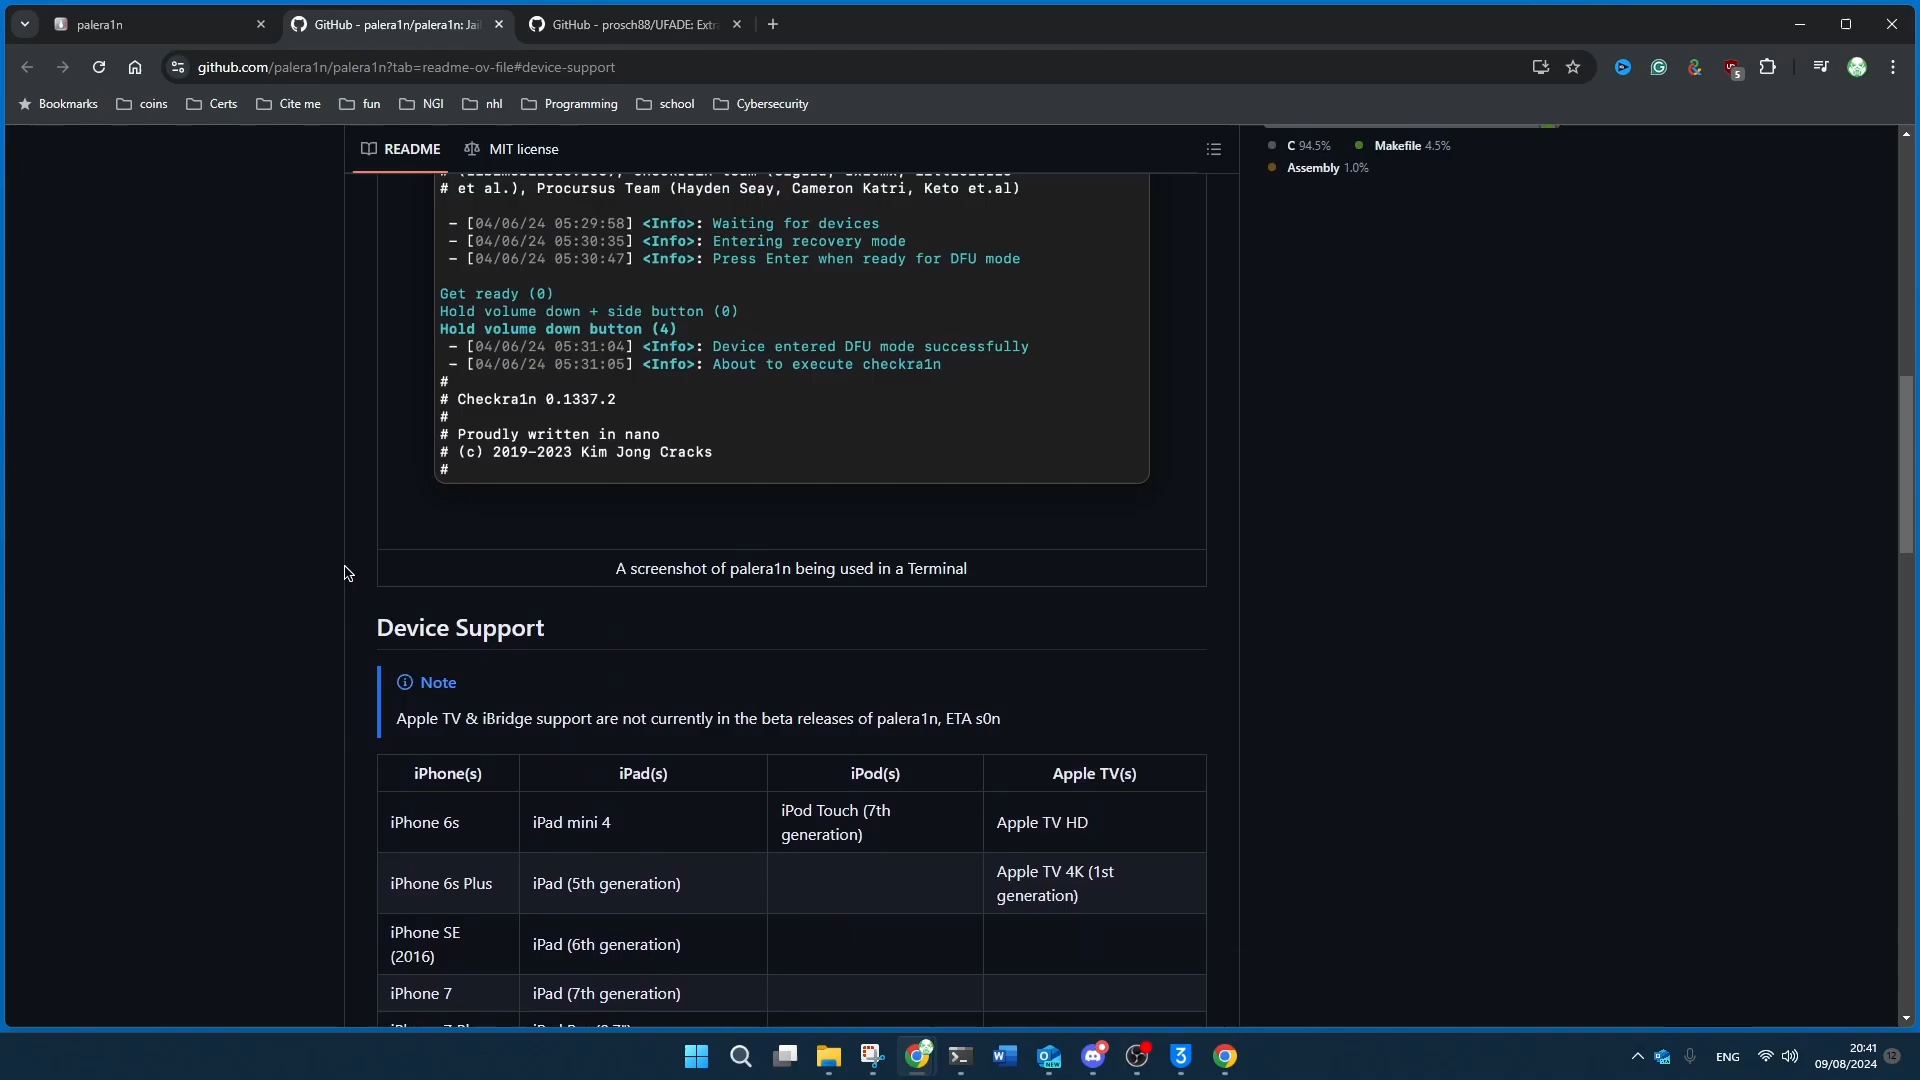 palera1n
GitHub - palera1n/palera1n: Jai
GitHub - prosch88/UFADE: Extr
github.com/palera1n/palera1n?tab=readme-ov-file#device-support
5
Bookmarks
coins
Certs
Cite me
fun
NGI
nhl
Programming
school
Cybersecurity
README
MIT license
C 94.5%
Makefile 4.5%
Assembly 1.0%
# et al.), Procursus Team (Hayden Seay, Cameron Katri, Keto et.al)
- [04/06/24 05:29:58] <Info>: Waiting for devices
- [04/06/24 05:30:35] <Info>: Entering recovery mode
- [04/06/24 05:30:47] <Info>: Press Enter when ready for DFU mode
Get ready (0)
Hold volume down + side button (0)
Hold volume down button (4)
- [04/06/24 05:31:04] <Info>: Device entered DFU mode successfully
- [04/06/24 05:31:05] <Info>: About to execute checkra1n
#
# Checkra1n 0.1337.2
#
# Proudly written in nano
# (c) 2019-2023 Kim Jong Cracks
#
A screenshot of palera1n being used in a Terminal
Device Support
Note
Apple TV & iBridge support are not currently in the beta releases of palera1n, ETA s0n
iPhone(s)
iPad(s)
iPod(s)
Apple TV(s)
iPhone 6s
iPad mini 4
iPod Touch (7th
generation)
Apple TV HD
iPhone 6s Plus
iPad (5th generation)
Apple TV 4K (1st
generation)
iPhone SE
(2016)
iPad (6th generation)
iPhone 7
iPad (7th generation)
3
ENG
20:41
09/08/2024
12